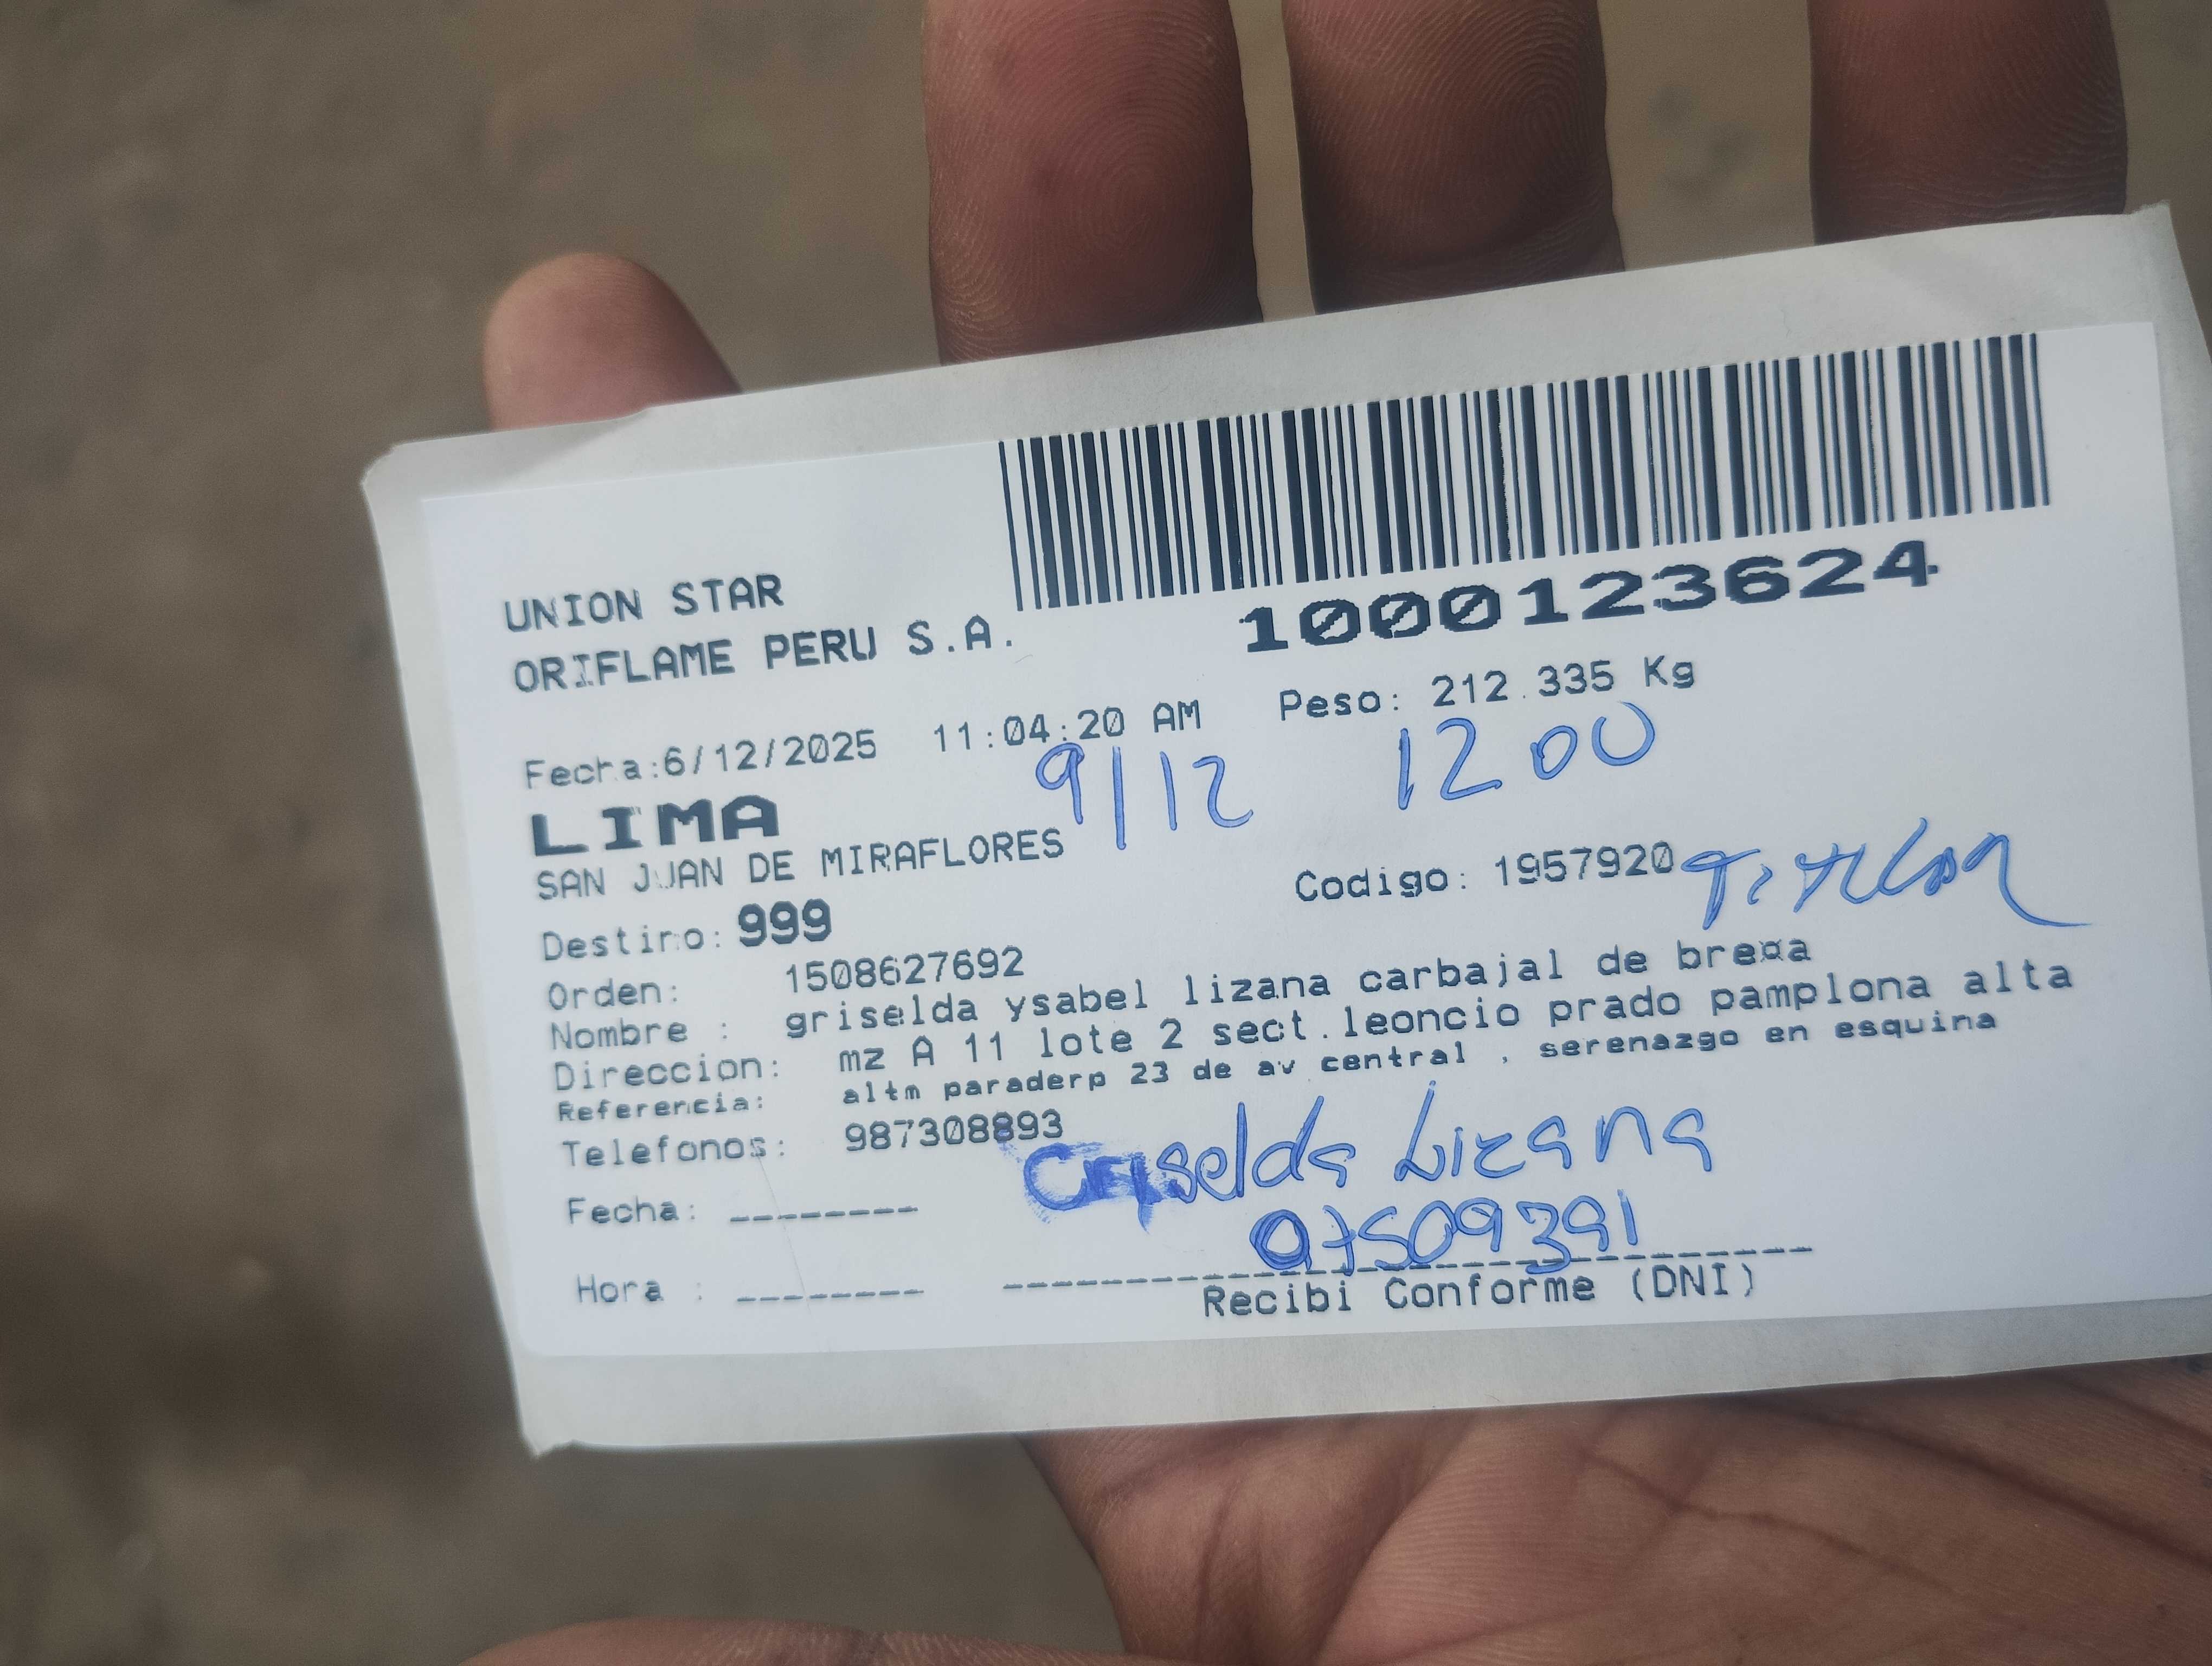 UNION STAR
ORIFLAME PERU S.A.
1000123624
Fecha:6/12/2025 11:04:20 AM Peso: 212.335 Kg
9/12 12 00
LIMA
SAN JUAN DE MIRAFLORES
Codigo: 1957920 Titular
Destino: 999
Orden: 1508627692
Nombre : griselda ysabel lizana carbajal de
Direccion: mz A 11 lote 2 sect.leoncio prado pamplona alta
Referencia: altm paraderp 23 de av central , serenazgo en esquina
Telefonos: 987308893
Griselda Lizana
Fecha: --------
07509391
Hora : --------
Recibi Conforme (DNI)